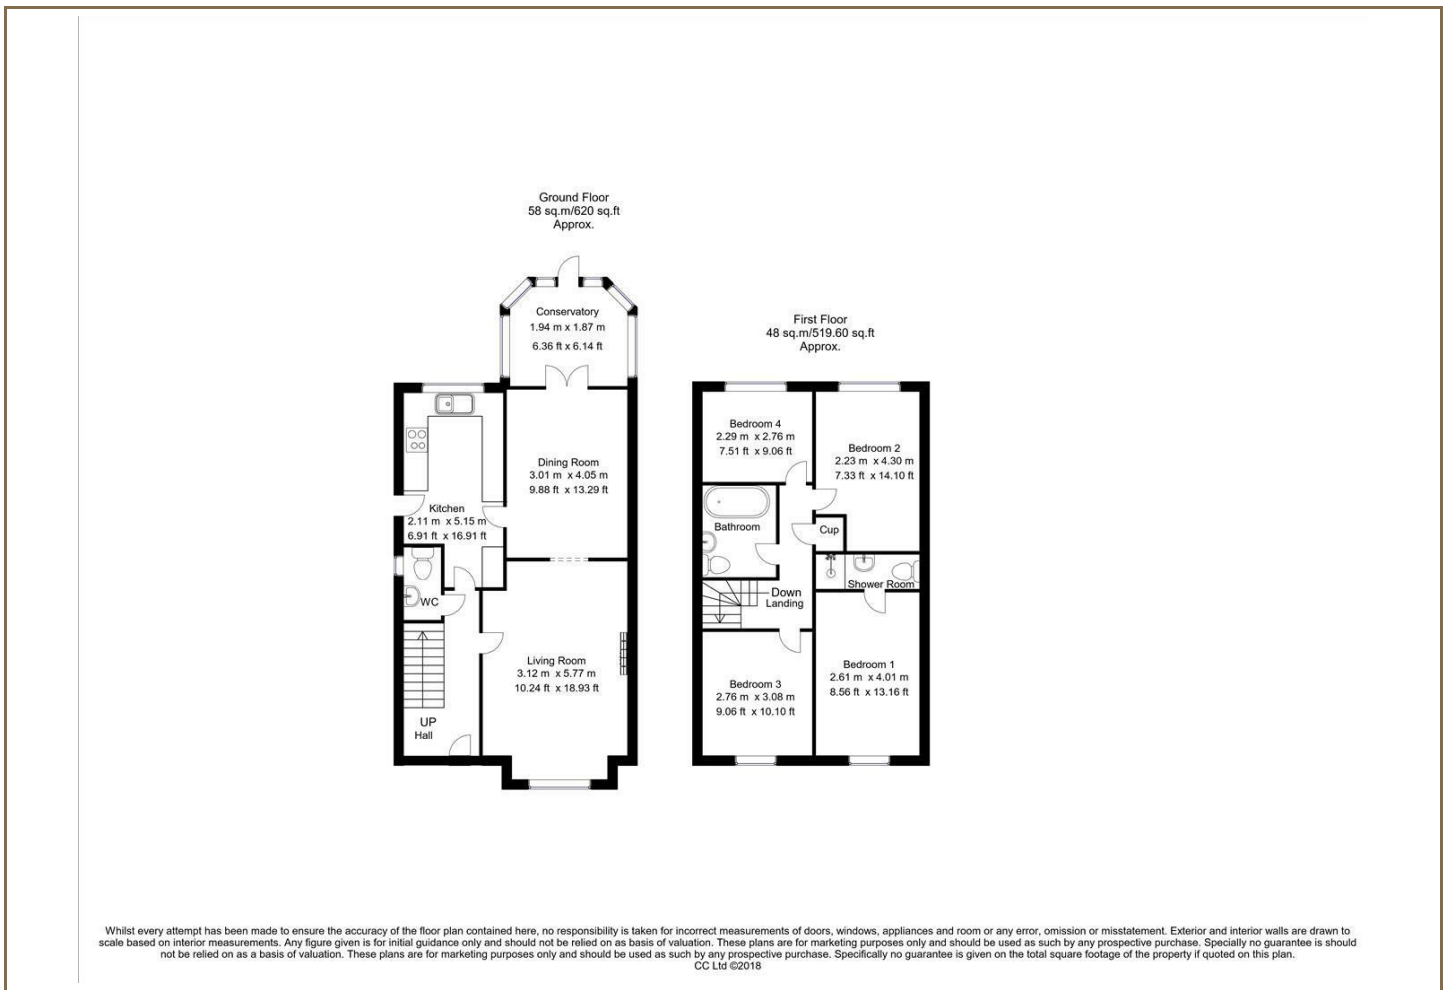 Ground Floor
58 sq.m/620 sq.ft
Approx.
Conservatory
1.94 m x 1.87 m
6.36 ft x 6.14 ft
Dining Room
3.01 m x 4.05 m
9.88 ft x 13.29 ft
Kitchen
2.11 m x 5.15 m
6.91 ft x 16.91 ft
WC
Living Room
3.12 m x 5.77 m
10.24 ft x 18.93 ft
UP
Hall
First Floor
48 sq.m/519.60 sq.ft
Approx.
Bedroom 4
2.29 m x 2.76 m
7.51 ft x 9.06 ft
Bedroom 2
2.23 m x 4.30 m
7.33 ft x 14.10 ft
Bathroom
Cup
Shower Room
Down
Landing
Bedroom 3
2.76 m x 3.08 m
9.06 ft x 10.10 ft
Bedroom 1
2.61 m x 4.01 m
8.56 ft x 13.16 ft
Whilst every attempt has been made to ensure the accuracy of the floor plan contained here, no responsibility is taken for incorrect measurements of doors, windows, appliances and room or any error, omission or misstatement. Exterior and interior walls are drawn to
scale based on interior measurements. Any figure given is for initial guidance only and should not be relied on as basis of valuation. These plans are for marketing purposes only and should be used as such by any prospective purchase. Specially no guarantee is should
not be relied on as a basis of valuation. These plans are for marketing purposes only and should be used as such by any prospective purchase. Specifically no guarantee is given on the total square footage of the property if quoted on this plan.
CC Ltd ©2018